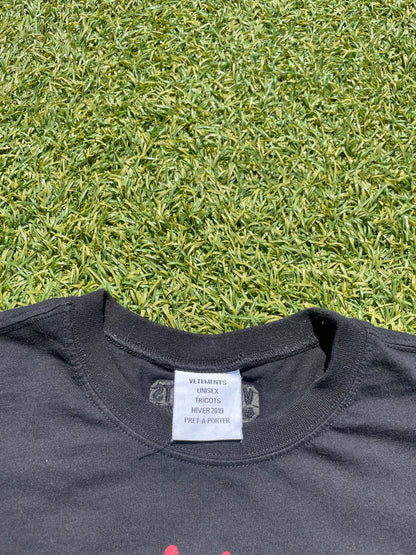 VETEMENTS
UNISEX
TRICOTS
HIVER 2019
PRET-A-PORTER